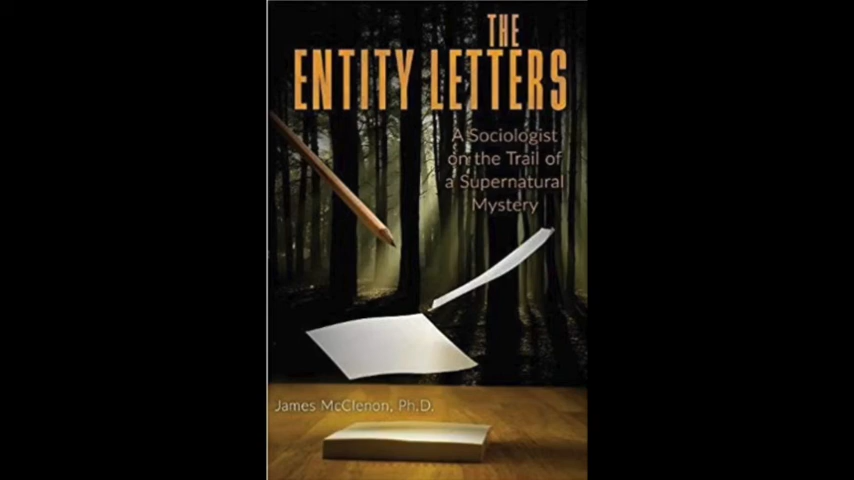 THE
ENTITY LETTERS
A Sociologist
on the Trail of
a Supernatural
Mystery
James McClenon, Ph.D.